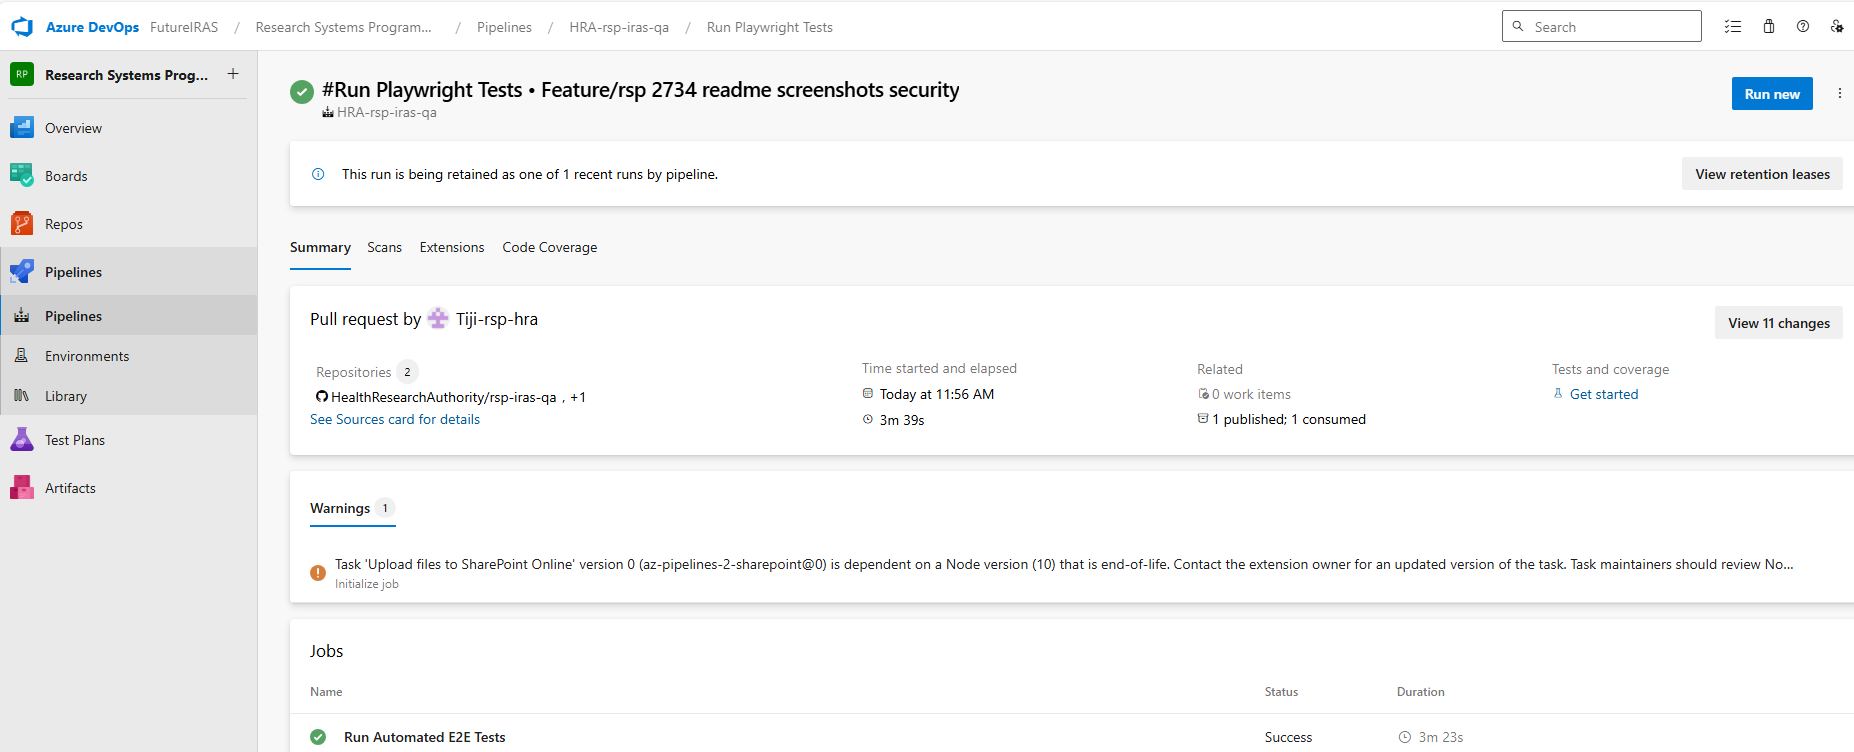 Azure DevOps FutureIRAS / Research Systems Program... / Pipelines / HRA-rsp-iras-qa / Run Playwright Tests
Search
RP Research Systems Prog... +
Overview
Boards
Repos
Pipelines
Pipelines
Environments
Library
Test Plans
Artifacts
#Run Playwright Tests • Feature/rsp 2734 readme screenshots security
HRA-rsp-iras-qa
Run new
This run is being retained as one of 1 recent runs by pipeline.
View retention leases
Summary Scans Extensions Code Coverage
Pull request by Tiji-rsp-hra
View 11 changes
Repositories 2
HealthResearchAuthority/rsp-iras-qa , +1
See Sources card for details
Time started and elapsed
Today at 11:56 AM
3m 39s
Related
0 work items
1 published; 1 consumed
Tests and coverage
Get started
Warnings 1
Task 'Upload files to SharePoint Online' version 0 (az-pipelines-2-sharepoint@0) is dependent on a Node version (10) that is end-of-life. Contact the extension owner for an updated version of the task. Task maintainers should review No...
Initialize job
Jobs
Name Status Duration
Run Automated E2E Tests Success 3m 23s